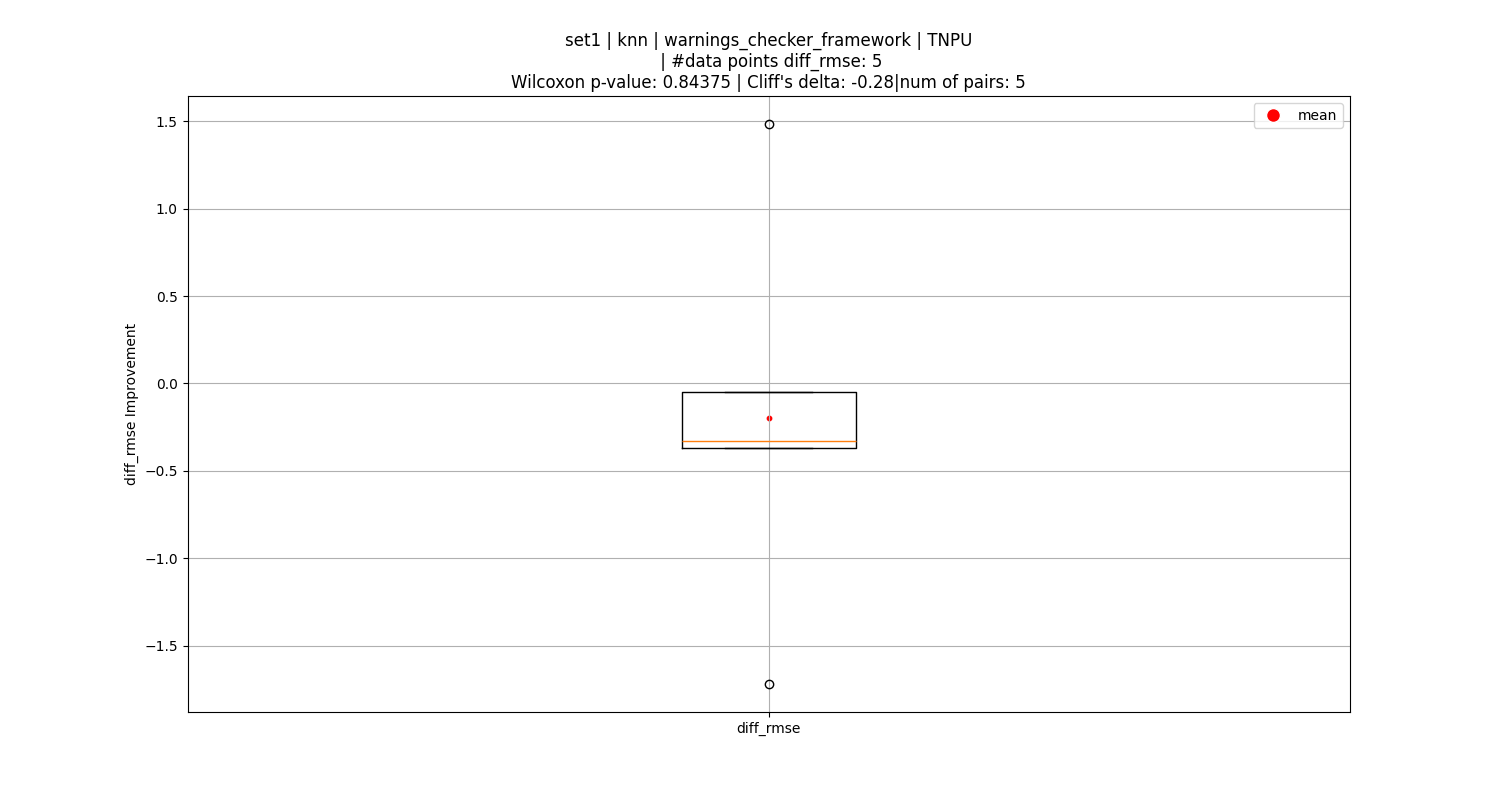 set1 | knn | warnings_checker_framework | TNPU
| #data points diff_rmse: 5
Wilcoxon p-value: 0.84375 | Cliff's delta: -0.28|num of pairs: 5
mean
1.5
1.0
0.5
0.0
−0.5
−1.0
−1.5
diff_rmse Improvement
diff_rmse